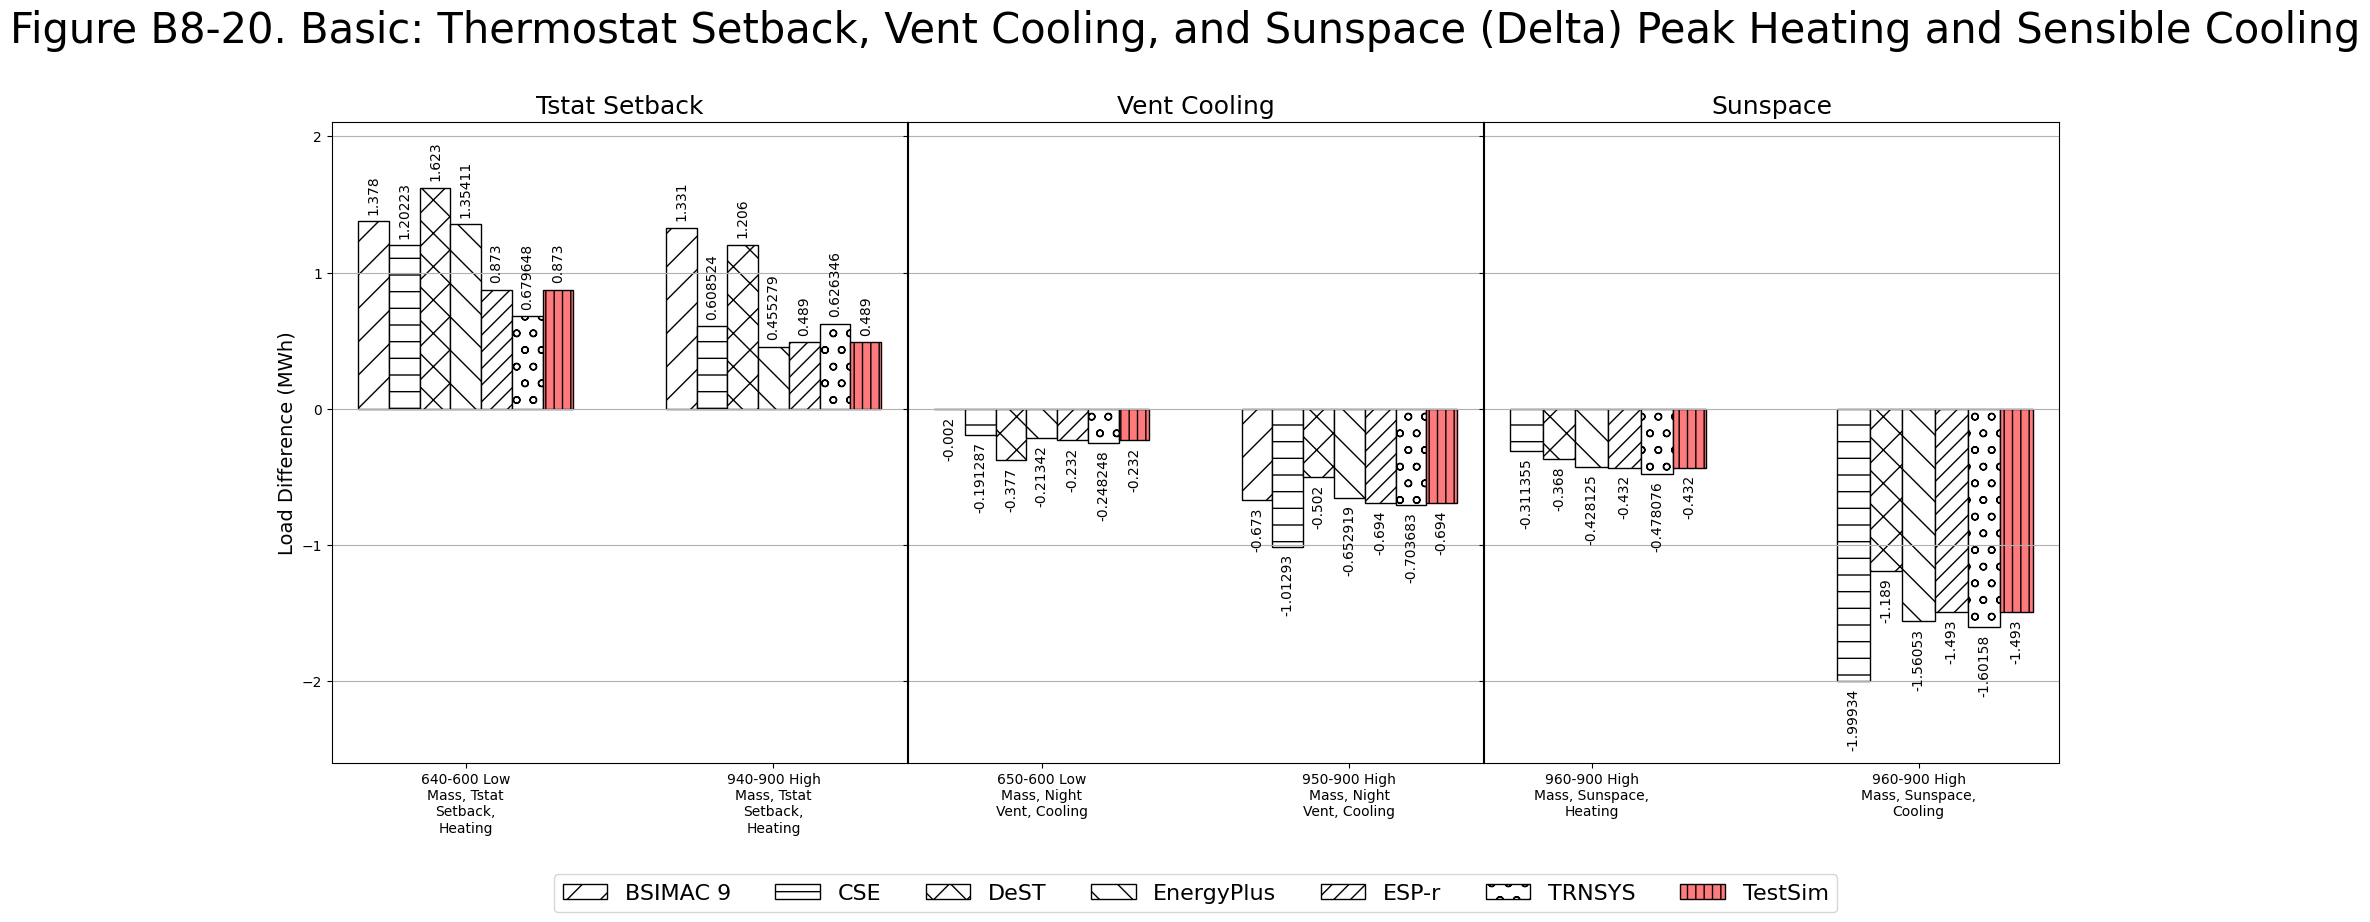 Figure B8-20. Basic: Thermostat Setback, Vent Cooling, and Sunspace (Delta) Peak Heating and Sensible Cooling
Tstat Setback
Vent Cooling
Sunspace
Load Difference (MWh)
2
1
0
−1
−2
1.378
1.20223
1.623
1.35411
0.873
0.679648
0.873
1.331
0.608524
1.206
0.455279
0.489
0.626346
0.489
-0.002
-0.191287
-0.377
-0.21342
-0.232
-0.248248
-0.232
-0.673
-1.01293
-0.502
-0.652919
-0.694
-0.703683
-0.694
-0.311355
-0.368
-0.428125
-0.432
-0.478076
-0.432
-1.99934
-1.189
-1.56053
-1.493
-1.60158
-1.493
640-600 Low
Mass, Tstat
Setback,
Heating
940-900 High
Mass, Tstat
Setback,
Heating
650-600 Low
Mass, Night
Vent, Cooling
950-900 High
Mass, Night
Vent, Cooling
960-900 High
Mass, Sunspace,
Heating
960-900 High
Mass, Sunspace,
Cooling
BSIMAC 9
CSE
DeST
EnergyPlus
ESP-r
TRNSYS
TestSim